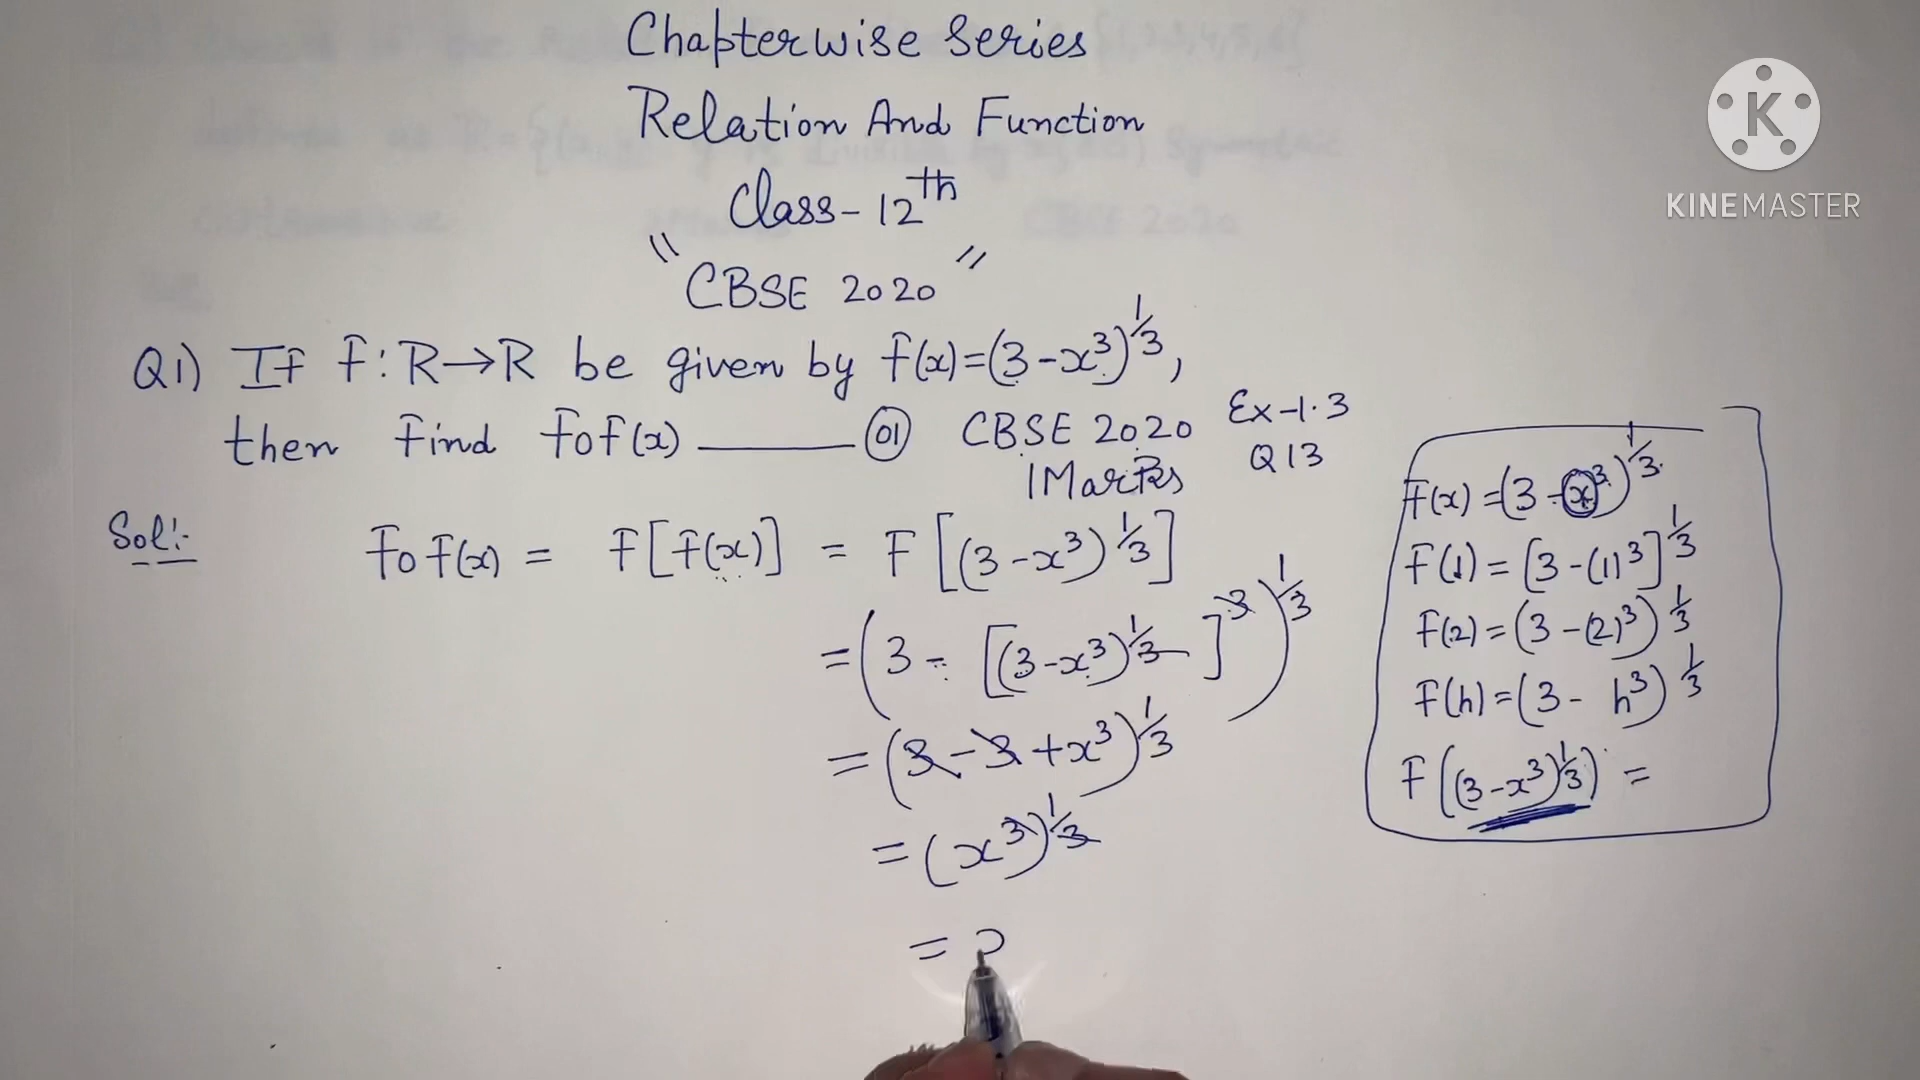 Chapterwise Series
Relation And Function
Class-12th
"CBSE 2020"
Q1) If f: R→R be given by f(x)=(3-x³)^1/3,
then find fof(x) ——— (01) CBSE 2020 1Marks
Ex-1.3 Q13
Sol:- fof(x) = f[f(x)] = f[(3-x³)^1/3]
= (3 - [(3-x³)^1/3]^3)^1/3
= (3-3+x³)^1/3
= (x³)^1/3
=
f(x) = (3-x³)^1/3
f(1) = [3-(1)³]^1/3
f(2) = (3-(2)³)^1/3
f(h) = (3- h³)^1/3
f((3-x³)^1/3) =
K
KINEMASTER